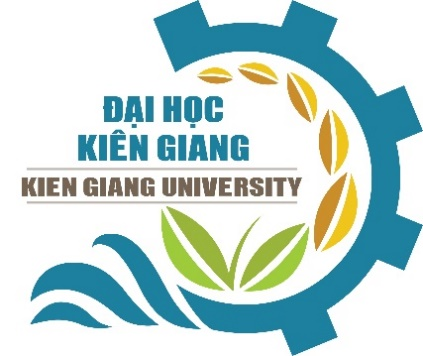 ĐẠI HỌC
KIÊN GIANG
KIEN GIANG UNIVERSITY